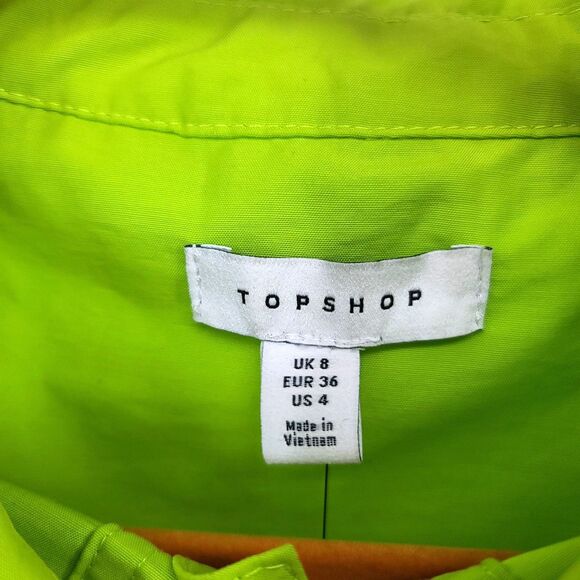 TOPSHOP
UK 8
EUR 36
US 4
Made in
Vietnam